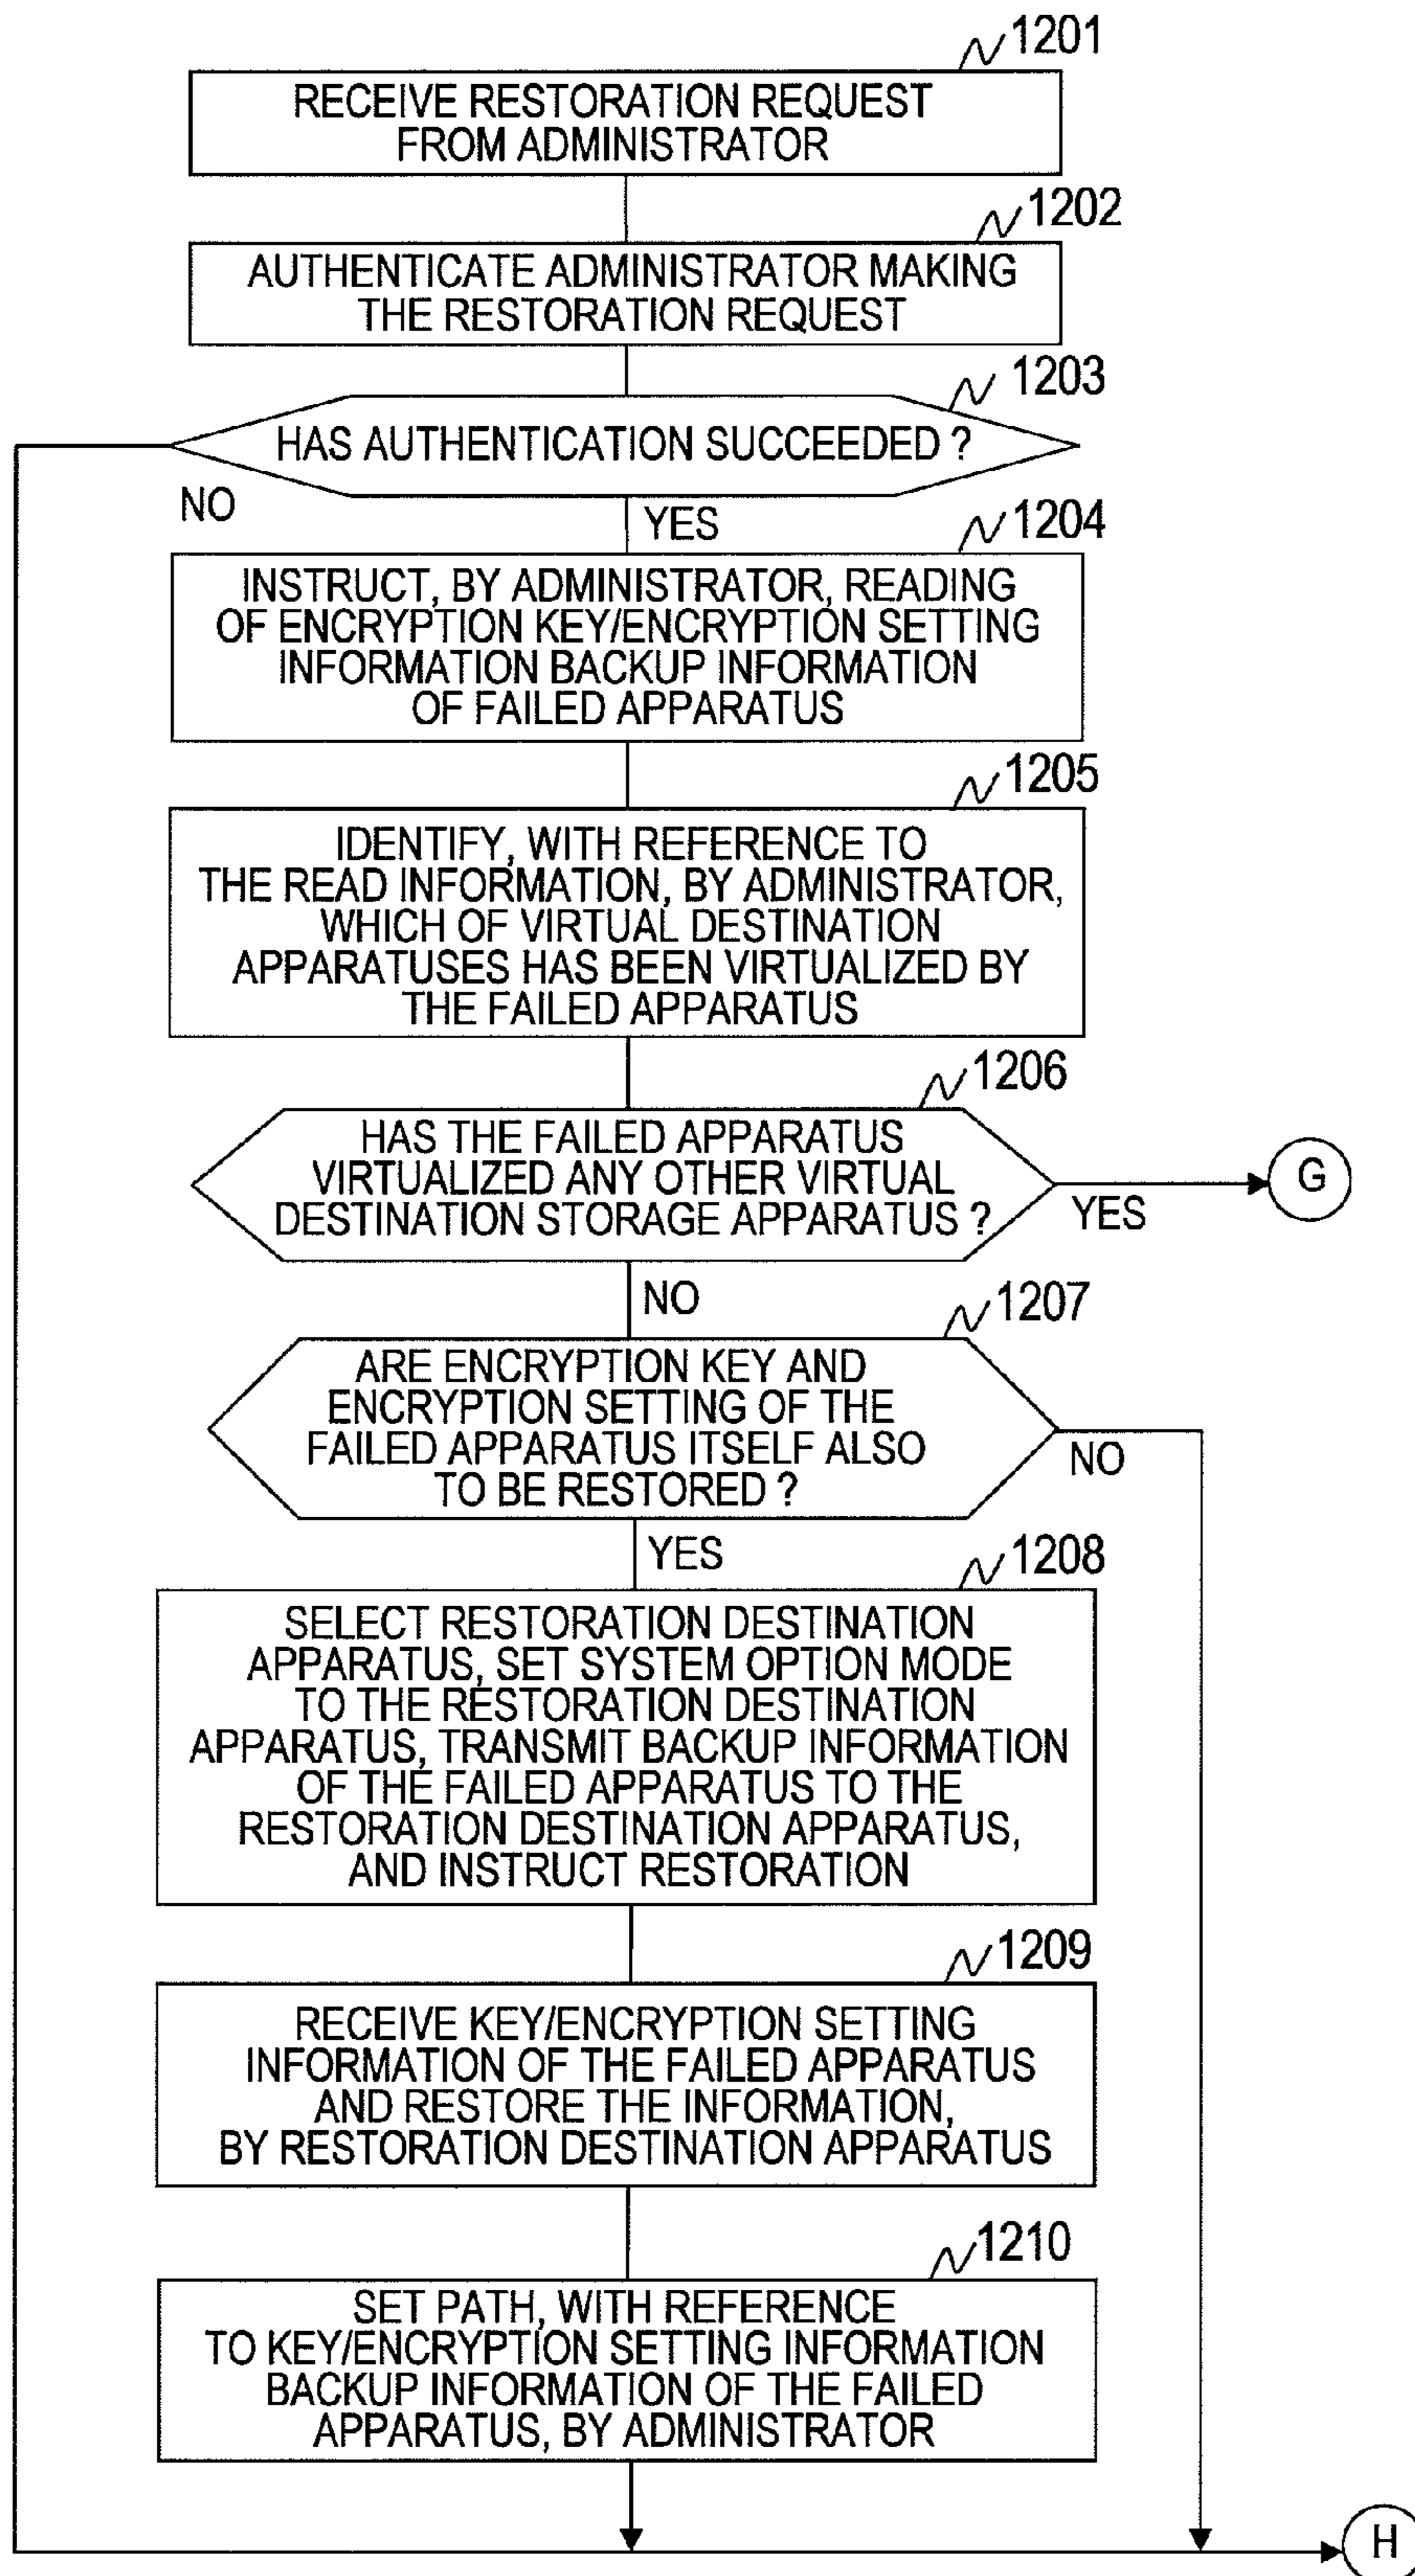 1201
RECEIVE RESTORATION REQUEST
FROM ADMINISTRATOR
1202
AUTHENTICATE ADMINISTRATOR MAKING
THE RESTORATION REQUEST
1203
HAS AUTHENTICATION SUCCEEDED ?
NO
YES
1204
INSTRUCT, BY ADMINISTRATOR, READING
OF ENCRYPTION KEY/ENCRYPTION SETTING
INFORMATION BACKUP INFORMATION
OF FAILED APPARATUS
1205
IDENTIFY, WITH REFERENCE TO
THE READ INFORMATION, BY ADMINISTRATOR,
WHICH OF VIRTUAL DESTINATION
APPARATUSES HAS BEEN VIRTUALIZED BY
THE FAILED APPARATUS
1206
HAS THE FAILED APPARATUS
VIRTUALIZED ANY OTHER VIRTUAL
DESTINATION STORAGE APPARATUS ?
YES
G
NO
1207
ARE ENCRYPTION KEY AND
ENCRYPTION SETTING OF THE
FAILED APPARATUS ITSELF ALSO
TO BE RESTORED ?
NO
YES
1208
SELECT RESTORATION DESTINATION
APPARATUS, SET SYSTEM OPTION MODE
TO THE RESTORATION DESTINATION
APPARATUS, TRANSMIT BACKUP INFORMATION
OF THE FAILED APPARATUS TO THE
RESTORATION DESTINATION APPARATUS,
AND INSTRUCT RESTORATION
1209
RECEIVE KEY/ENCRYPTION SETTING
INFORMATION OF THE FAILED APPARATUS
AND RESTORE THE INFORMATION,
BY RESTORATION DESTINATION APPARATUS
1210
SET PATH, WITH REFERENCE
TO KEY/ENCRYPTION SETTING INFORMATION
BACKUP INFORMATION OF THE FAILED
APPARATUS, BY ADMINISTRATOR
H